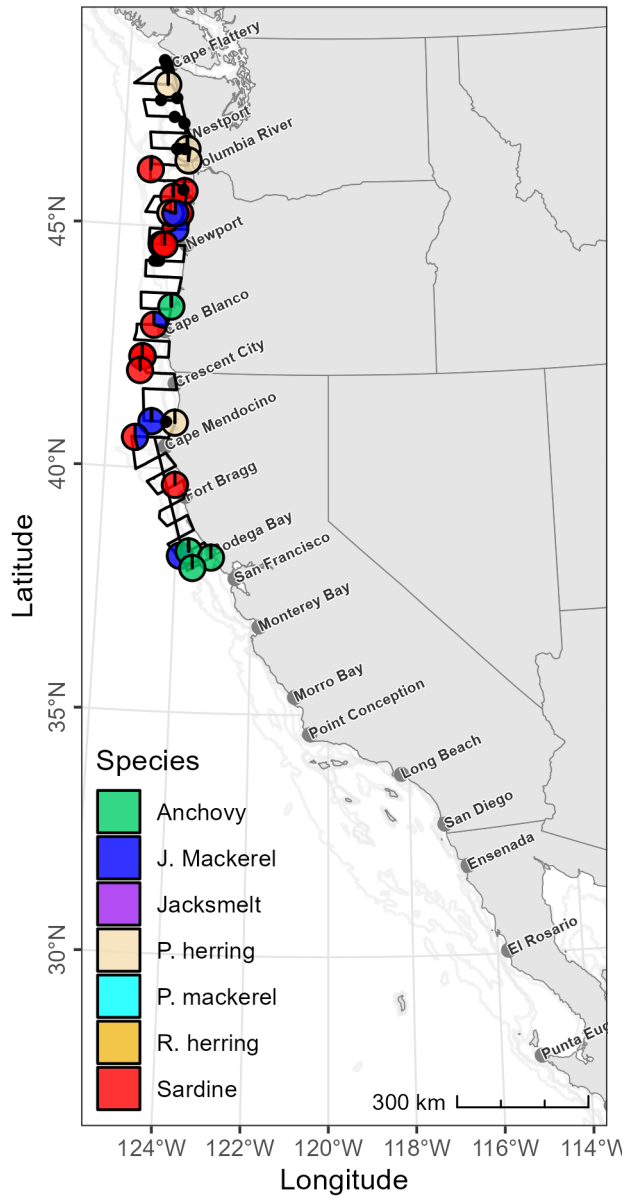 Cape Flattery
Westport
Columbia River
Newport
Cape Blanco
Crescent City
Cape Mendocino
Fort Bragg
Bodega Bay
San Francisco
Monterey Bay
Morro Bay
Point Conception
Long Beach
San Diego
Ensenada
El Rosario
Punta Eug
45°N
40°N
35°N
30°N
Latitude
Species
Anchovy
J. Mackerel
Jacksmelt
P. herring
P. mackerel
R. herring
Sardine
300 km
124°W 122°W 120°W 118°W 116°W 114°W
Longitude